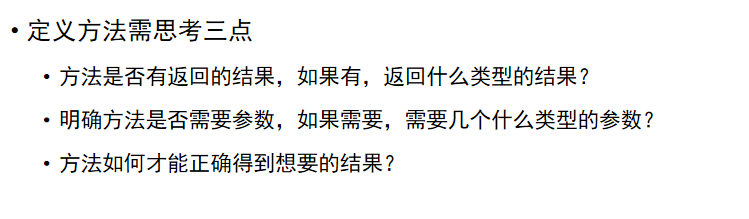 • 定义方法需思考三点
• 方法是否有返回的结果，如果有，返回什么类型的结果？
• 明确方法是否需要参数，如果需要，需要几个什么类型的参数？
• 方法如何才能正确得到想要的结果？